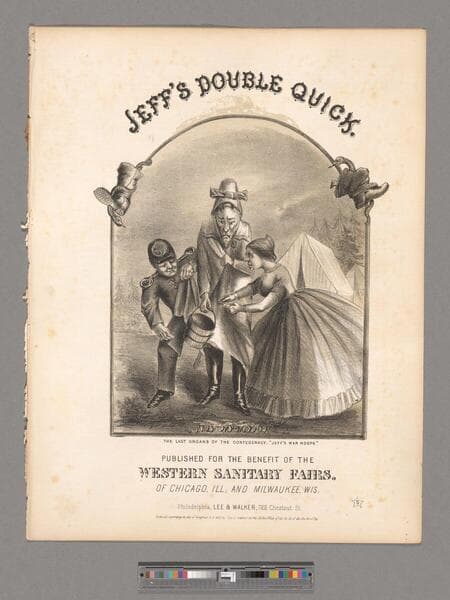 JEFF'S DOUBLE QUICK.
THE LAST ORGANS OF THE CONFEDERACY. "JEFF'S WAR HOOPS"
PUBLISHED FOR THE BENEFIT OF THE
WESTERN SANITARY FAIRS.
OF CHICAGO, ILL., AND MILWAUKEE, WIS.
Philadelphia, LEE & WALKER, 722 Chestnut St.